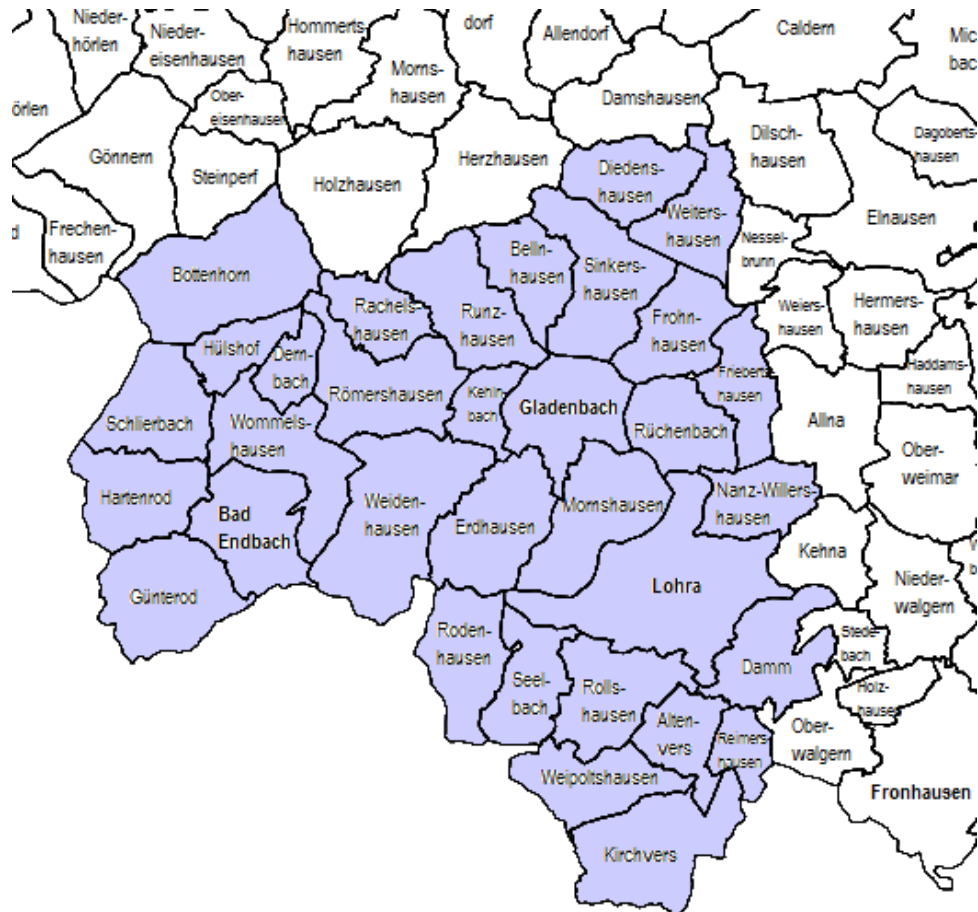 Nieder-
hörlen
Nieder-
eisenhausen
Hommerts
hausen
dorf
Allendorf
Caldern
Mic
bac
örlen
Ober-
eisenhausen
Morns-
hausen
Damshausen
Dilsch-
hausen
Dagoberts-
hausen
Gönnern
Steinperf
Holzhausen
Herzhausen
Diedens-
hausen
Elnausen
d
Frechen-
hausen
Weiters-
hausen
Nessel-
brunn
Bottenhorn
Belln-
hausen
Sinkers-
hausen
Rachels-
hausen
Runz-
hausen
Frohn-
hausen
Weiers-
hausen
Hermers-
hausen
Hülshof
Dern-
bach
Römershausen
Kehln-
bach
Gladenbach
Frieberts
hausen
Haddams-
hausen
Schlierbach
Wommels-
hausen
Rüchenbach
Allna
Ober-
weimar
Hartenrod
Bad
Endbach
Weiden-
hausen
Erdhausen
Mornshausen
Nanz-Willers-
hausen
Kehna
Günterod
Lohra
Nieder-
walgern
Roden-
hausen
Seel-
bach
Rolls-
hausen
Damm
Stede-
bach
Holz-
hausen
Alten-
vers
Reimers-
hausen
Ober-
walgern
Weipoltshausen
Fronhausen
Kirchvers